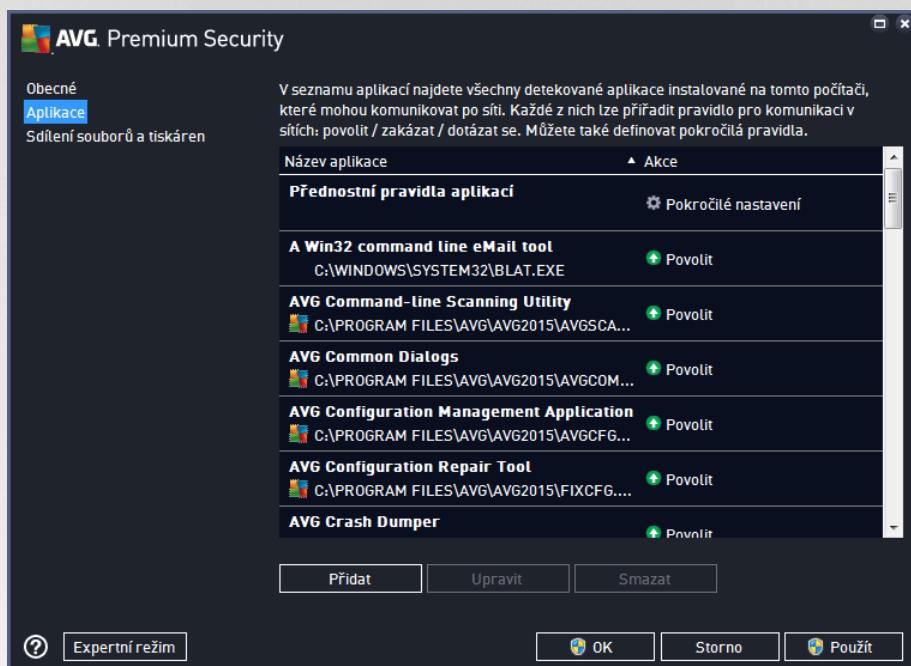 AVG. Premium Security
Obecné
Aplikace
Sdílení souborů a tiskáren
V seznamu aplikací najdete všechny detekované aplikace instalované na tomto počítači,
které mohou komunikovat po síti. Každé z nich lze přiřadit pravidlo pro komunikaci v
sítích: povolit / zakázat / dotázat se. Můžete také definovat pokročilá pravidla.
Název aplikace Akce
Přednostní pravidla aplikací
Pokročilé nastavení
A Win32 command line eMail tool
C:\WINDOWS\SYSTEM32\BLAT.EXE
Povolit
AVG Command-line Scanning Utility
C:\PROGRAM FILES\AVG\AVG2015\AVGSCA...
Povolit
AVG Common Dialogs
C:\PROGRAM FILES\AVG\AVG2015\AVGCOM...
Povolit
AVG Configuration Management Application
C:\PROGRAM FILES\AVG\AVG2015\AVGCFG...
Povolit
AVG Configuration Repair Tool
C:\PROGRAM FILES\AVG\AVG2015\FIXCFG....
Povolit
AVG Crash Dumper
Povolit
Přidat Upravit Smazat
? Expertní režim OK Storno Použít